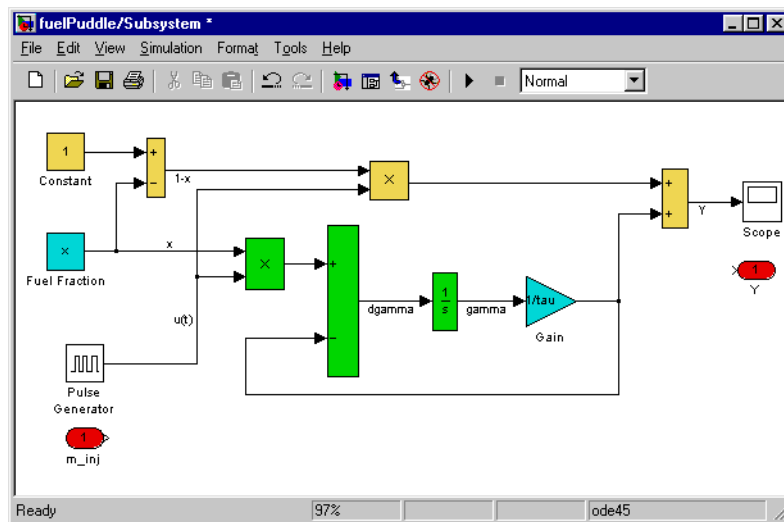 fuelPuddle/Subsystem *
File Edit View Simulation Format Tools Help
Normal
1
Constant
+
−
1-x
×
+
+
Y
Scope
x
Fuel Fraction
x
×
u(t)
+
−
dgamma
1
s
gamma
1/tau
Gain
1
Y
Pulse
Generator
1
m_inj
Ready 97% ode45